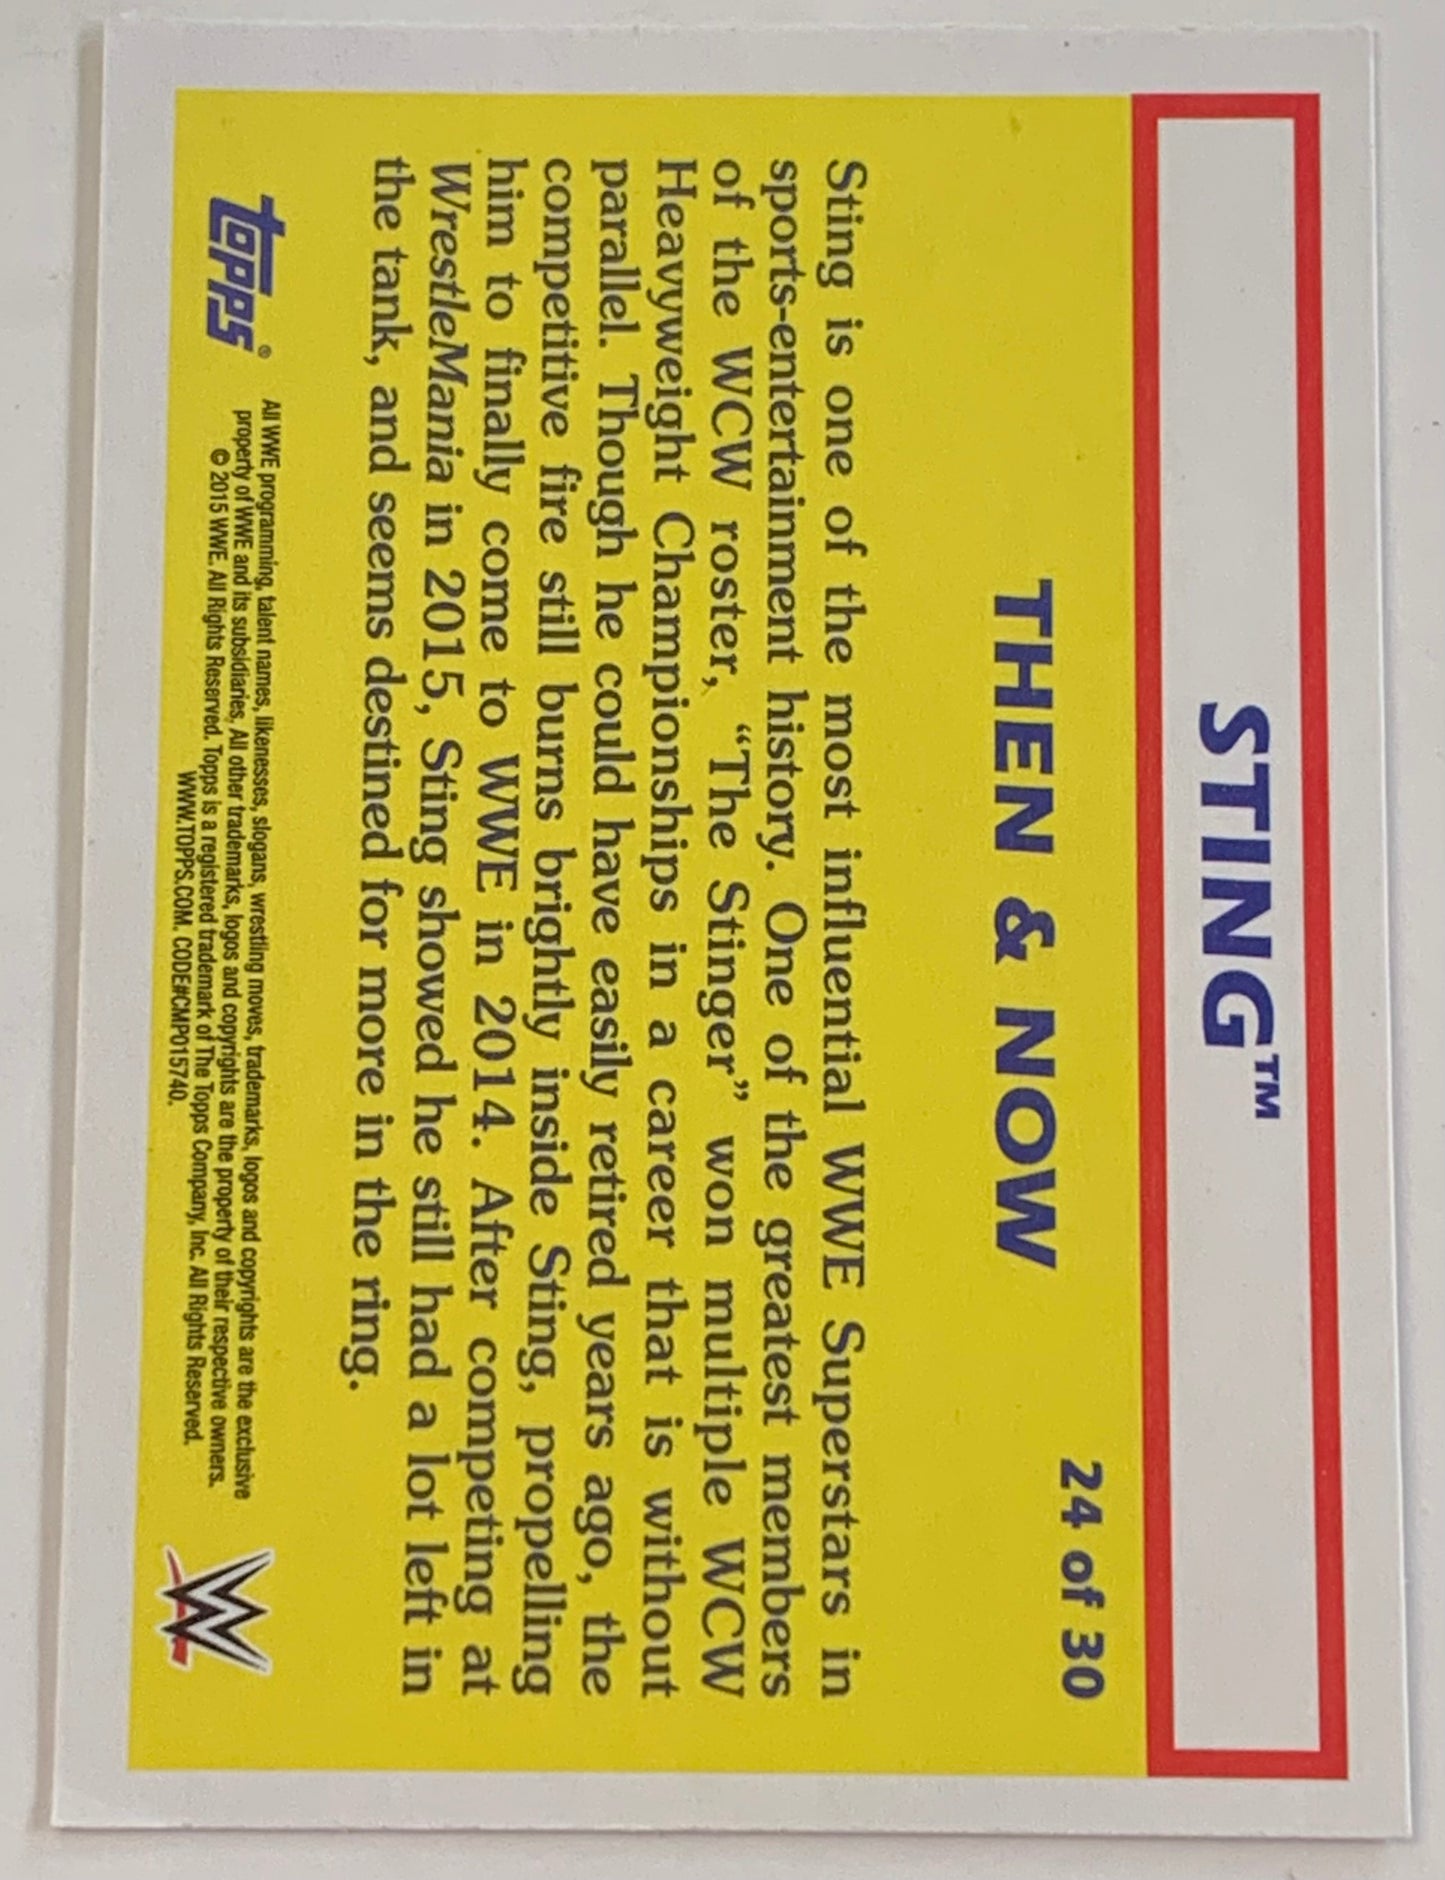 STING™
24 of 30
THEN & NOW
Sting is one of the most influential WWE Superstars in
sports-entertainment history. One of the greatest members
of the WCW roster, “The Stinger” won multiple WCW
Heavyweight Championships in a career that is without
parallel. Though he could have easily retired years ago, the
competitive fire still burns brightly inside Sting, propelling
him to finally come to WWE in 2014. After competing at
WrestleMania in 2015, Sting showed he still had a lot left in
the tank, and seems destined for more in the ring.
topps®
All WWE programming, talent names, likenesses, slogans, wrestling moves, trademarks, logos and copyrights are the exclusive
property of WWE and its subsidiaries. All other trademarks, logos and copyrights are the property of their respective owners.
© 2015 WWE. All Rights Reserved. Topps is a registered trademark of The Topps Company, Inc. All Rights Reserved.
WWW.TOPPS.COM. CODE#CMP015740.
W